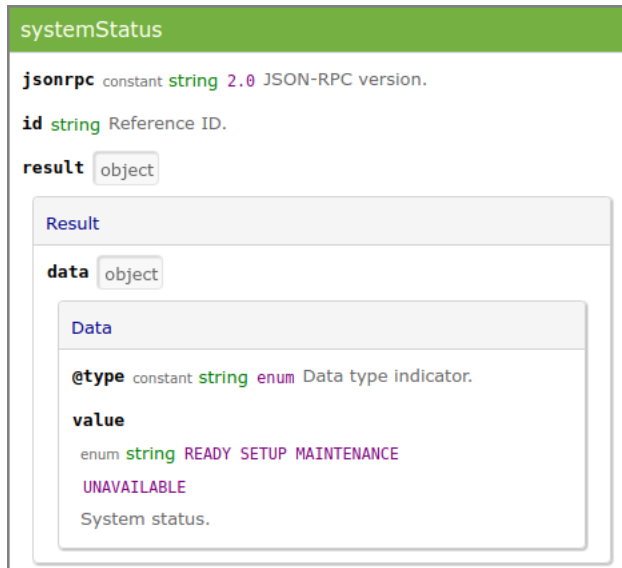 systemStatus
jsonrpc constant string 2.0 JSON-RPC version.
id string Reference ID.
result object
Result
data object
Data
@type constant string enum Data type indicator.
value
enum string READY SETUP MAINTENANCE
UNAVAILABLE
System status.